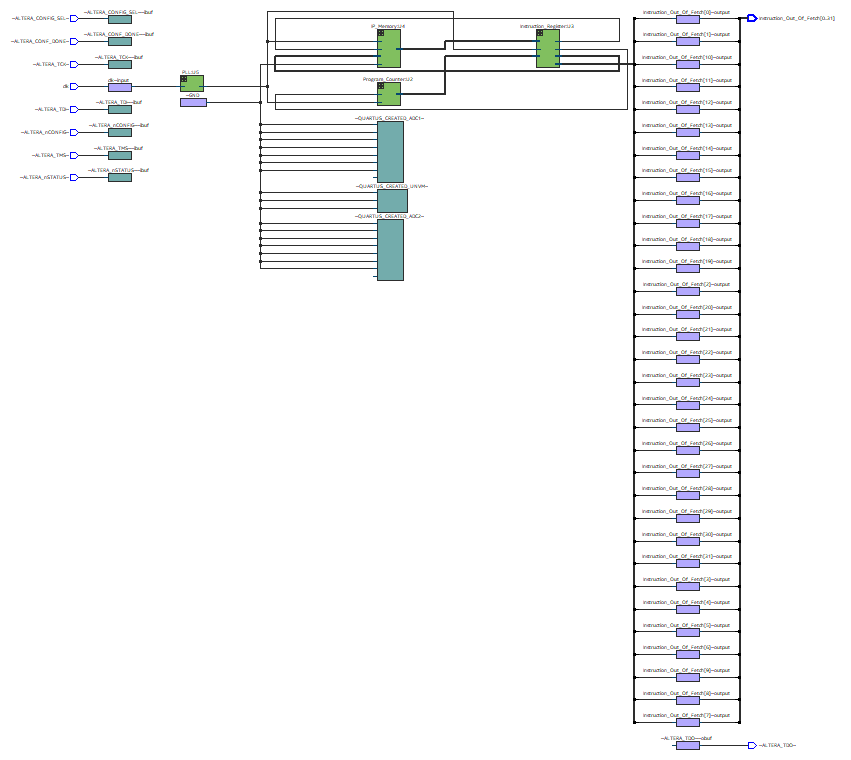 ~ALTERA_CONFIG_SEL~
~ALTERA_CONFIG_SEL~~ibuf
~ALTERA_CONF_DONE~
~ALTERA_CONF_DONE~~ibuf
~ALTERA_TCK~
~ALTERA_TCK~~ibuf
clk
clk~input
~ALTERA_TDI~
~ALTERA_TDI~~ibuf
~ALTERA_nCONFIG~
~ALTERA_nCONFIG~~ibuf
~ALTERA_TMS~
~ALTERA_TMS~~ibuf
~ALTERA_nSTATUS~
~ALTERA_nSTATUS~~ibuf
PLL:U5
~GND
IP_Memory:U4
Program_Counter:U2
Instruction_Register:U3
~QUARTUS_CREATED_ADC1~
~QUARTUS_CREATED_UNVM~
~QUARTUS_CREATED_ADC2~
Instruction_Out_Of_Fetch[0]~output
Instruction_Out_Of_Fetch[0..31]
Instruction_Out_Of_Fetch[1]~output
Instruction_Out_Of_Fetch[10]~output
Instruction_Out_Of_Fetch[11]~output
Instruction_Out_Of_Fetch[12]~output
Instruction_Out_Of_Fetch[13]~output
Instruction_Out_Of_Fetch[14]~output
Instruction_Out_Of_Fetch[15]~output
Instruction_Out_Of_Fetch[16]~output
Instruction_Out_Of_Fetch[17]~output
Instruction_Out_Of_Fetch[18]~output
Instruction_Out_Of_Fetch[19]~output
Instruction_Out_Of_Fetch[2]~output
Instruction_Out_Of_Fetch[20]~output
Instruction_Out_Of_Fetch[21]~output
Instruction_Out_Of_Fetch[22]~output
Instruction_Out_Of_Fetch[23]~output
Instruction_Out_Of_Fetch[24]~output
Instruction_Out_Of_Fetch[25]~output
Instruction_Out_Of_Fetch[26]~output
Instruction_Out_Of_Fetch[27]~output
Instruction_Out_Of_Fetch[28]~output
Instruction_Out_Of_Fetch[29]~output
Instruction_Out_Of_Fetch[30]~output
Instruction_Out_Of_Fetch[31]~output
Instruction_Out_Of_Fetch[3]~output
Instruction_Out_Of_Fetch[4]~output
Instruction_Out_Of_Fetch[5]~output
Instruction_Out_Of_Fetch[6]~output
Instruction_Out_Of_Fetch[9]~output
Instruction_Out_Of_Fetch[8]~output
Instruction_Out_Of_Fetch[7]~output
~ALTERA_TDO~~obuf
~ALTERA_TDO~